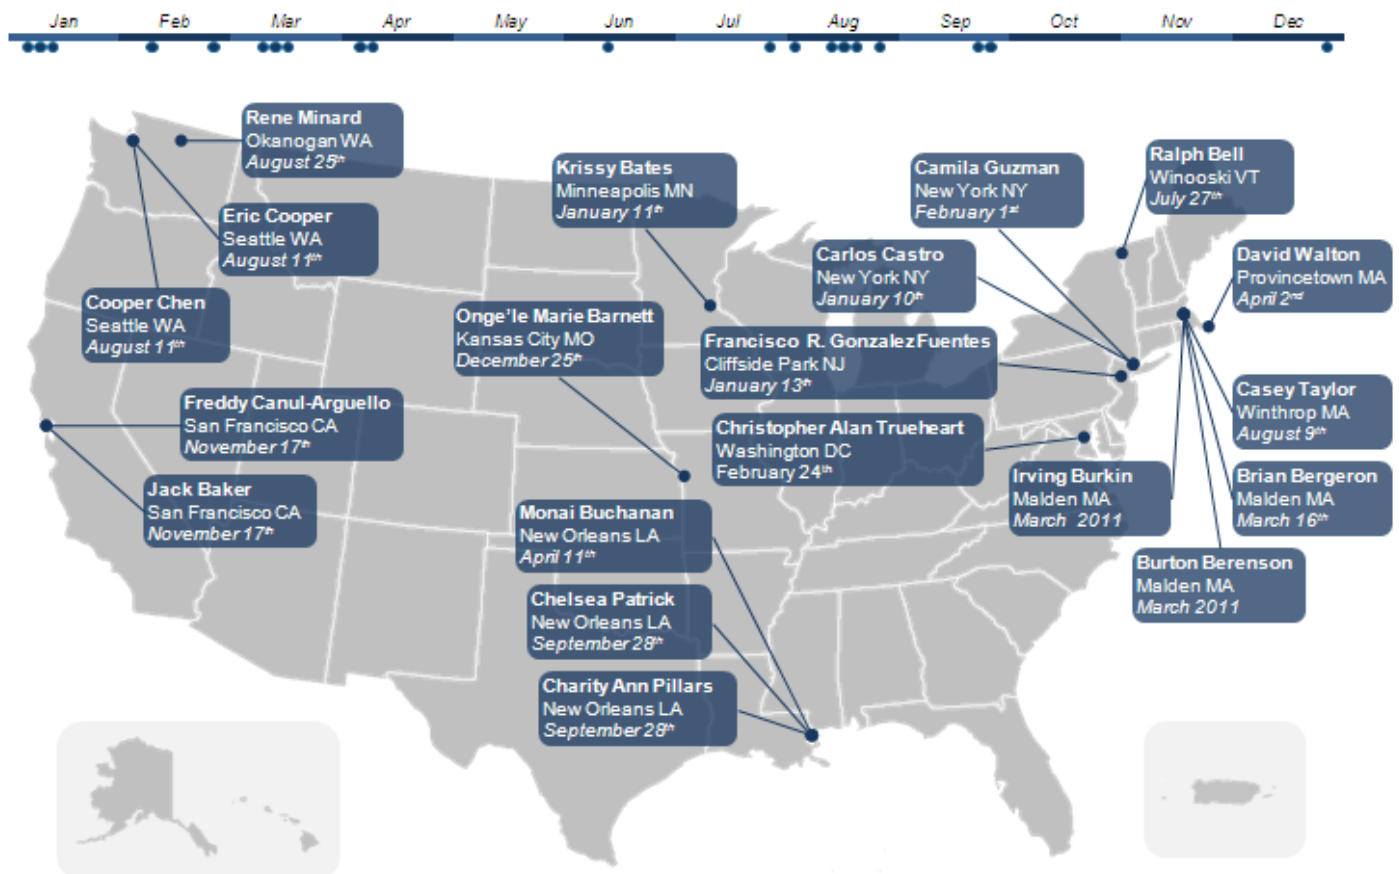 Jan Feb Mar Apr May Jun Jul Aug Sep Oct Nov Dec
Rene Minard
Okanogan WA
August 25th
Eric Cooper
Seattle WA
August 11th
Cooper Chen
Seattle WA
August 11th
Freddy Canul-Arguello
San Francisco CA
November 17th
Jack Baker
San Francisco CA
November 17th
Krissy Bates
Minneapolis MN
January 11th
Onge'le Marie Barnett
Kansas City MO
December 25th
Monai Buchanan
New Orleans LA
April 11th
Chelsea Patrick
New Orleans LA
September 28th
Charity Ann Pillars
New Orleans LA
September 28th
Camila Guzman
New York NY
February 1st
Carlos Castro
New York NY
January 10th
Francisco R. Gonzalez Fuentes
Cliffside Park NJ
January 13th
Christopher Alan Trueheart
Washington DC
February 24th
Ralph Bell
Winooski VT
July 27th
David Walton
Provincetown MA
April 2nd
Casey Taylor
Winthrop MA
August 9th
Irving Burkin
Malden MA
March 2011
Brian Bergeron
Malden MA
March 16th
Burton Berenson
Malden MA
March 2011